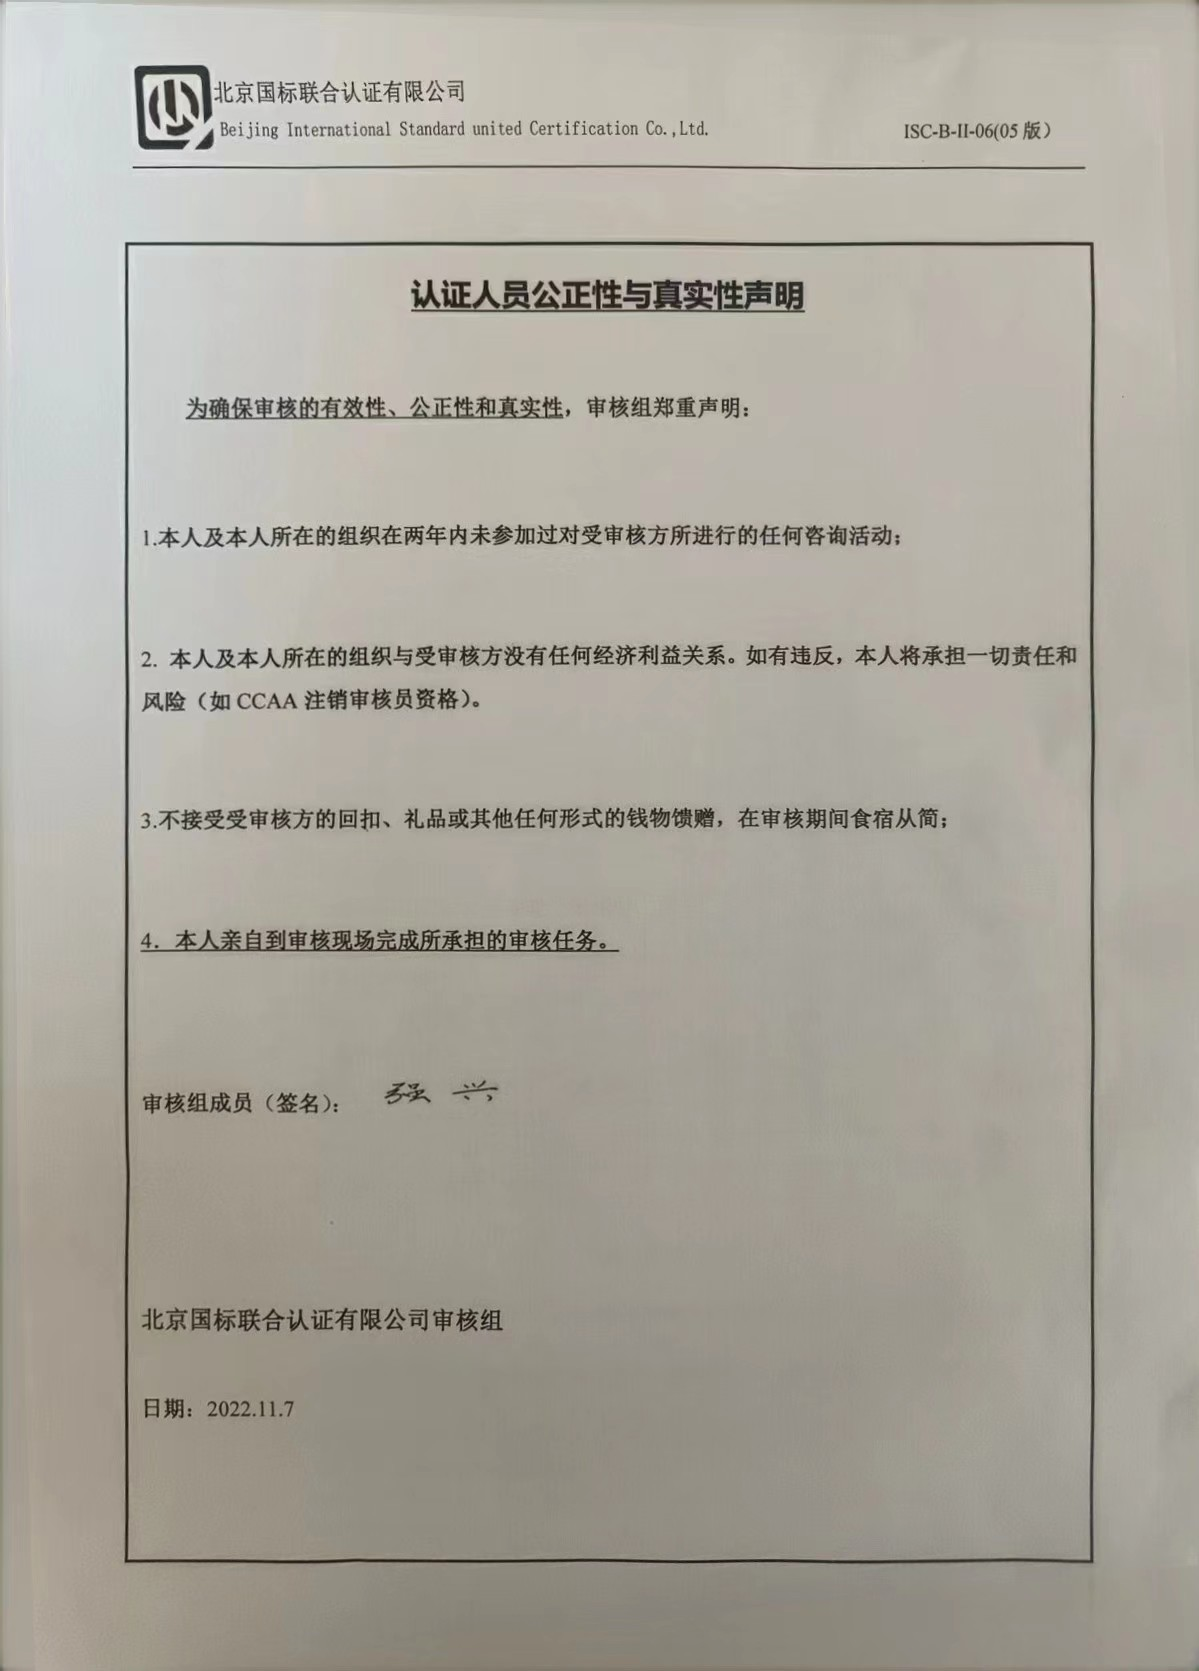 北京国标联合认证有限公司
Beijing International Standard united Certification Co.,Ltd.
ISC-B-II-06(05 版）
认证人员公正性与真实性声明
为确保审核的有效性、公正性和真实性，审核组郑重声明：
1.本人及本人所在的组织在两年内未参加过对受审核方所进行的任何咨询活动；
2. 本人及本人所在的组织与受审核方没有任何经济利益关系。如有违反，本人将承担一切责任和
风险（如 CCAA 注销审核员资格）。
3.不接受受审核方的回扣、礼品或其他任何形式的钱物馈赠，在审核期间食宿从简；
4．本人亲自到审核现场完成所承担的审核任务。
审核组成员（签名）： 强 兴
北京国标联合认证有限公司审核组
日期：2022.11.7